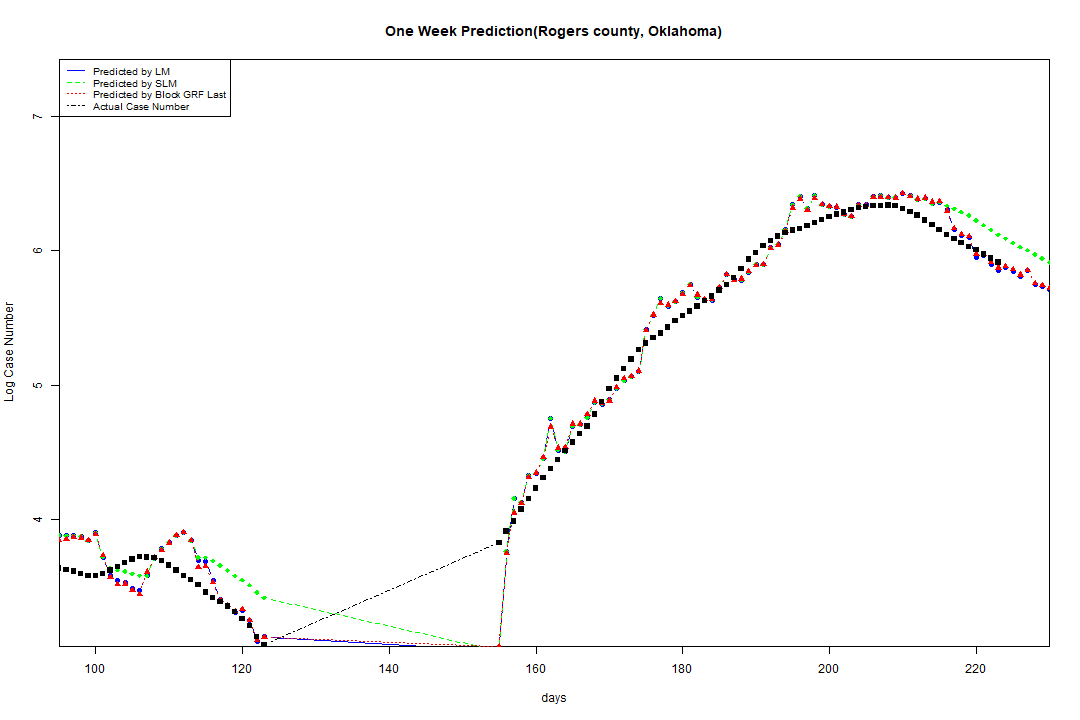 One Week Prediction(Rogers county, Oklahoma)
Predicted by LM
Predicted by SLM
Predicted by Block GRF Last
Actual Case Number
7
6
5
4
Log Case Number
100 120 140 160 180 200 220
days